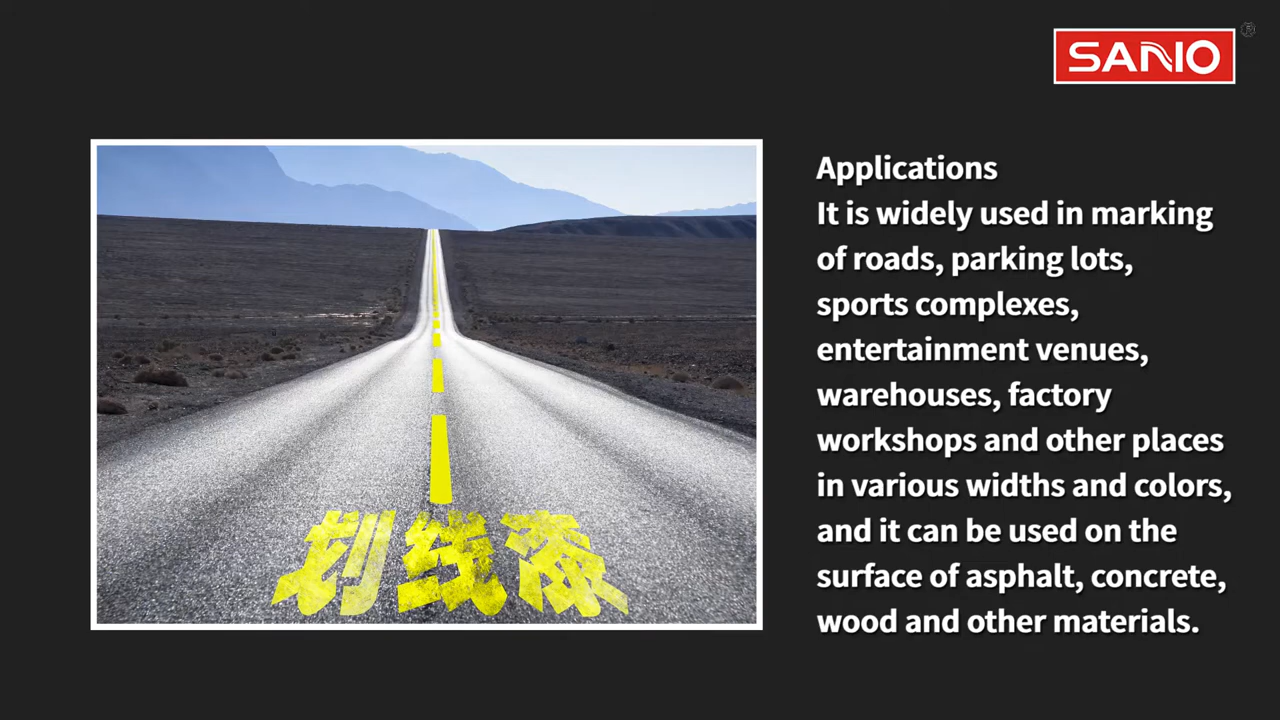 SANO
®
Applications
It is widely used in marking
of roads, parking lots,
sports complexes,
entertainment venues,
warehouses, factory
workshops and other places
in various widths and colors,
and it can be used on the
surface of asphalt, concrete,
wood and other materials.
划线漆